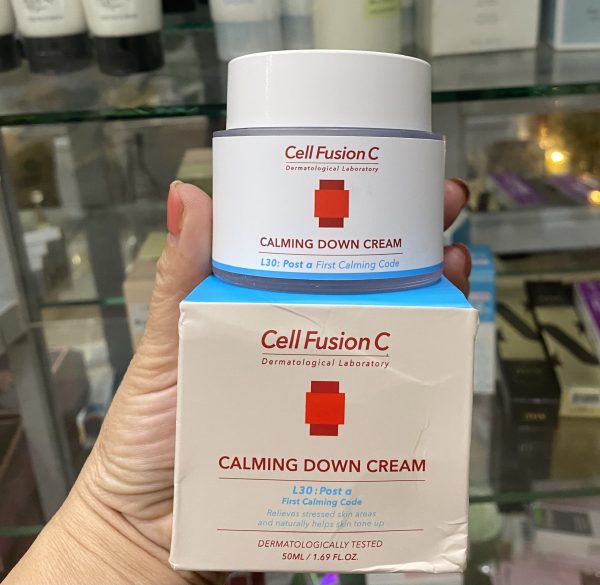 Cell Fusion C
Dermatological Laboratory
CALMING DOWN CREAM
L30: Post a First Calming Code
Cell Fusion C
Dermatological Laboratory
CALMING DOWN CREAM
L30 : Post a
First Calming Code
Relieves stressed skin areas
and naturally helps skin tone up
DERMATOLOGICALLY TESTED
50ML / 1.69 FL.OZ.